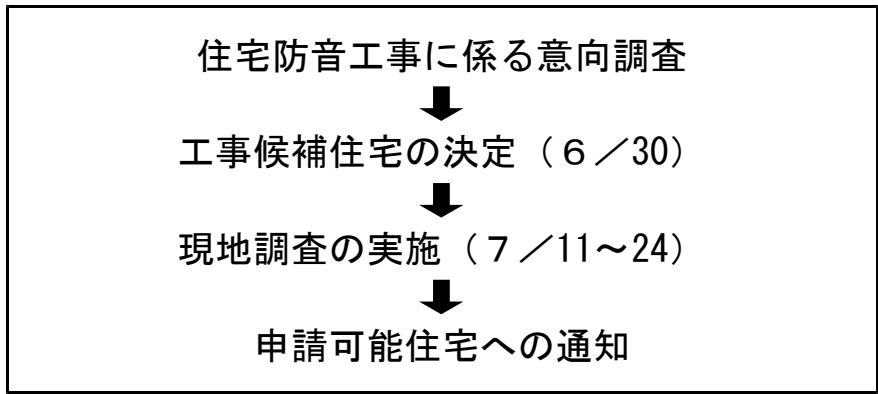 住宅防音工事に係る意向調査
工事候補住宅の決定（６／30）
現地調査の実施（７／11～24）
申請可能住宅への通知